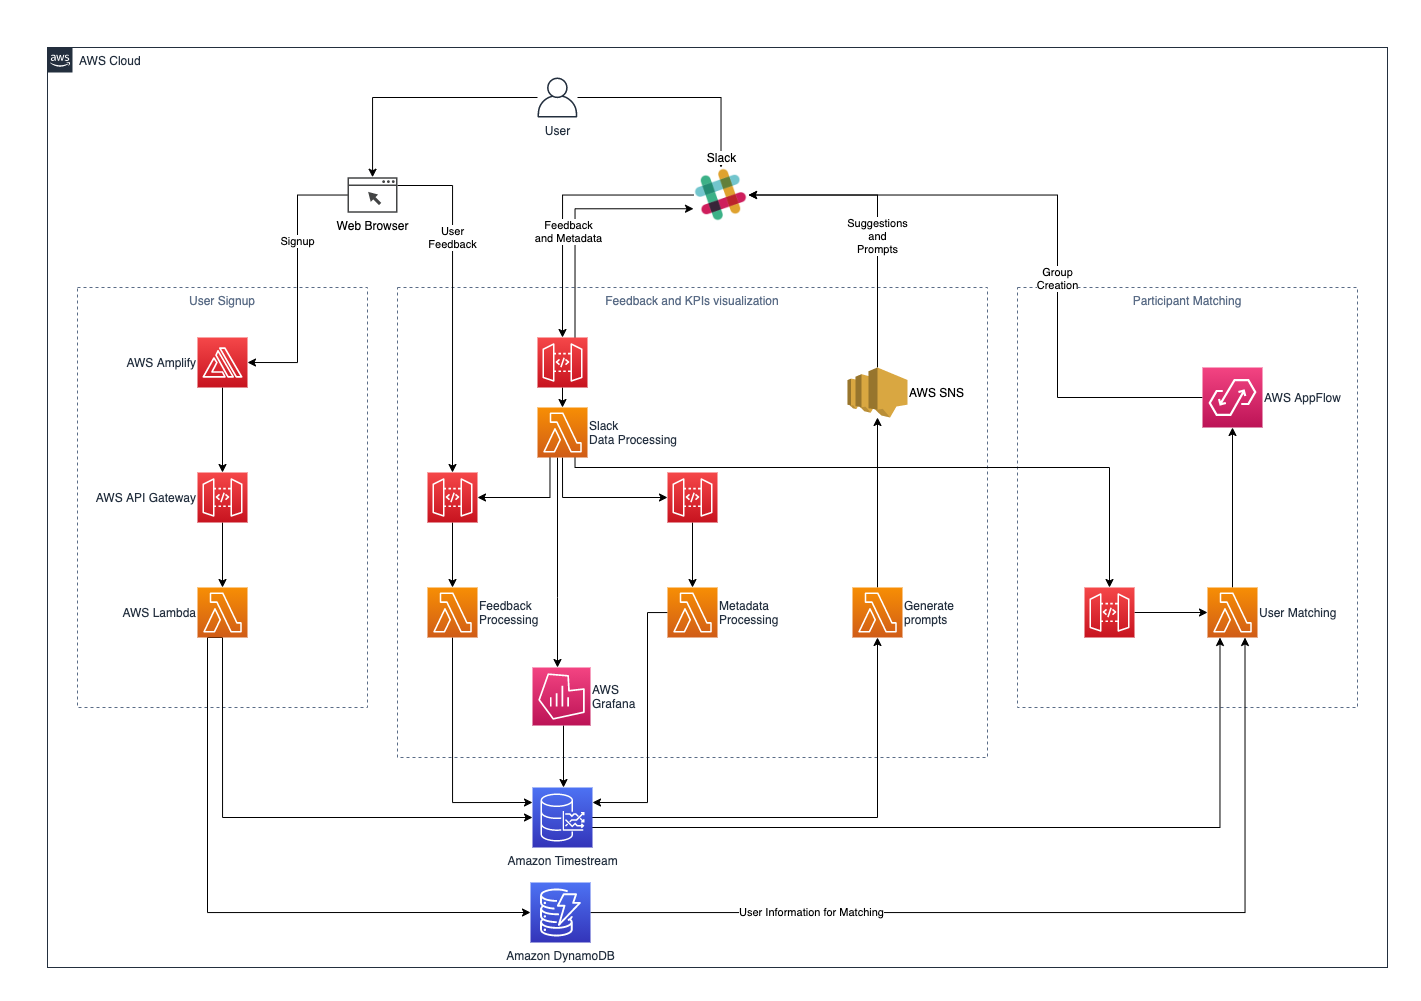 aws
AWS Cloud
User
Slack
Web Browser
Signup
User
Feedback
Feedback
and Metadata
Suggestions
and
Prompts
Group
Creation
User Signup
Feedback and KPIs visualization
Participant Matching
AWS Amplify
AWS SNS
AWS AppFlow
Slack
Data Processing
AWS API Gateway
AWS Lambda
Feedback
Processing
Metadata
Processing
Generate
prompts
User Matching
AWS
Grafana
Amazon Timestream
User Information for Matching
Amazon DynamoDB